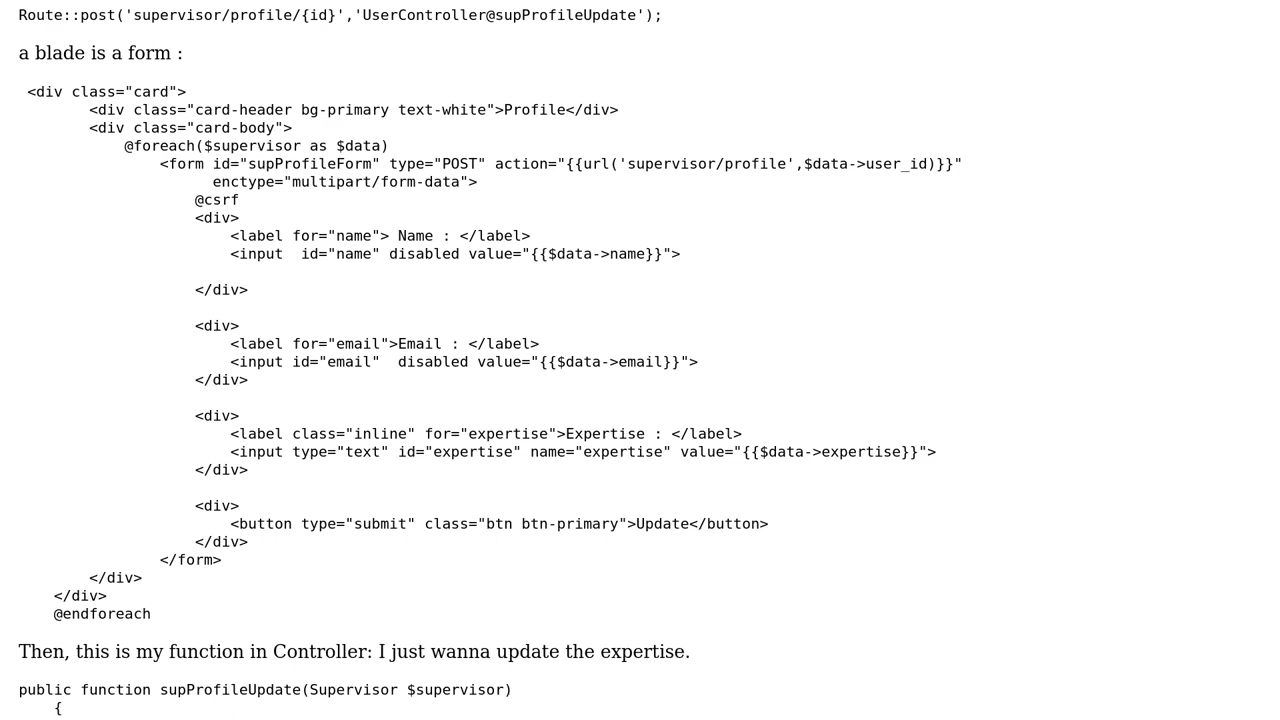 Route::post('supervisor/profile/{id}','UserController@supProfileUpdate');
a blade is a form :
<div class="card">
<div class="card-header bg-primary text-white">Profile</div>
<div class="card-body">
@foreach($supervisor as $data)
<form id="supProfileForm" type="POST" action="{{url('supervisor/profile',$data->user_id)}}"
enctype="multipart/form-data">
@csrf
<div>
<label for="name"> Name : </label>
<input  id="name" disabled value="{{$data->name}}">
</div>
<div>
<label for="email">Email : </label>
<input id="email"  disabled value="{{$data->email}}">
</div>
<div>
<label class="inline" for="expertise">Expertise : </label>
<input type="text" id="expertise" name="expertise" value="{{$data->expertise}}">
</div>
<div>
<button type="submit" class="btn btn-primary">Update</button>
</div>
</form>
</div>
</div>
@endforeach
Then, this is my function in Controller: I just wanna update the expertise.
public function supProfileUpdate(Supervisor $supervisor)
{